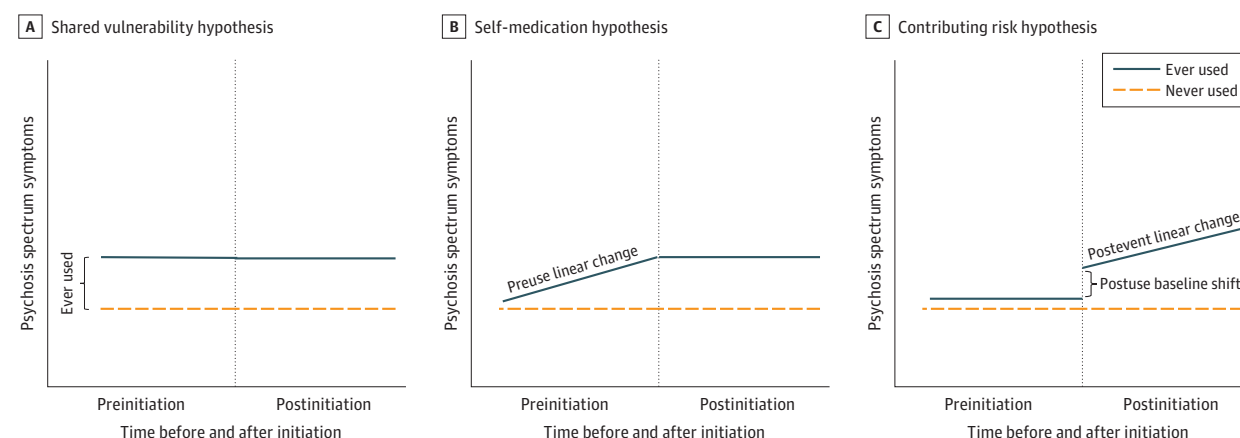 A Shared vulnerability hypothesis
B Self-medication hypothesis
C Contributing risk hypothesis
Ever used
Never used
Psychosis spectrum symptoms
Ever used
Preinitiation
Postinitiation
Time before and after initiation
Psychosis spectrum symptoms
Preuse linear change
Preinitiation
Postinitiation
Time before and after initiation
Psychosis spectrum symptoms
Postevent linear change
Postuse baseline shift
Preinitiation
Postinitiation
Time before and after initiation